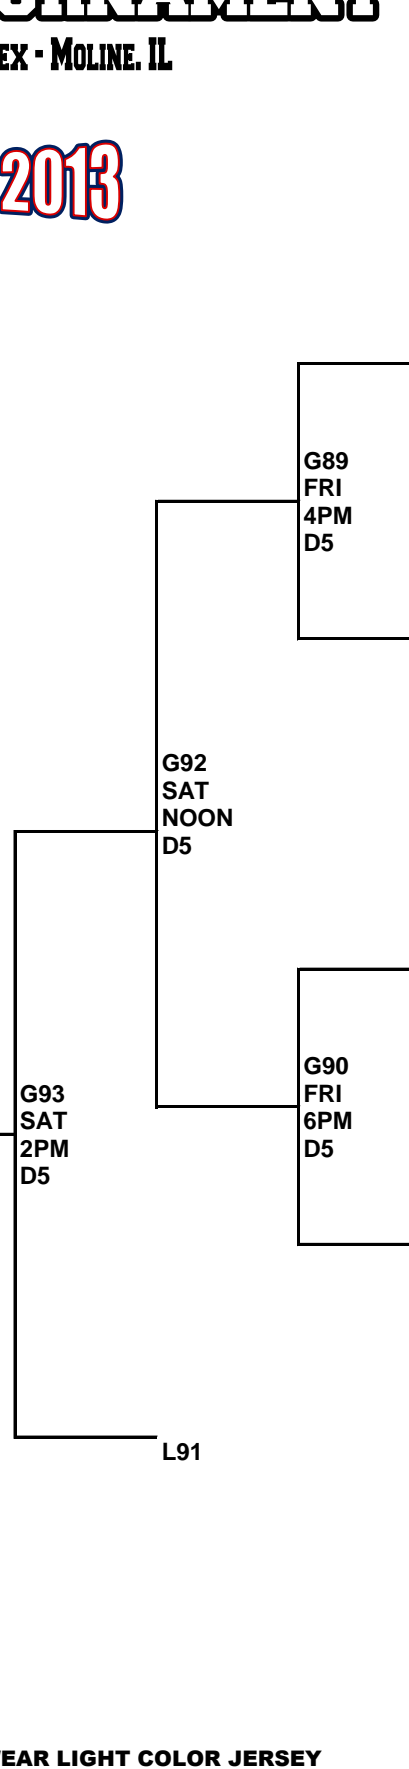 EX - MOLINE, IL
2013
G89
FRI
4PM
D5
G92
SAT
NOON
D5
G90
FRI
6PM
D5
G93
SAT
2PM
D5
L91
EAR LIGHT COLOR JERSEY